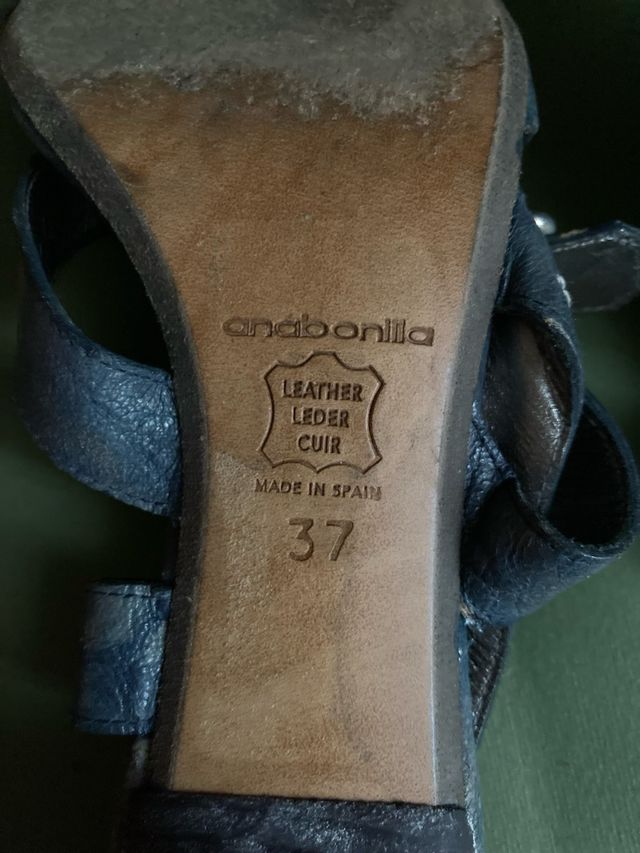 anabonilla
LEATHER
LEDER
CUIR
MADE IN SPAIN
37